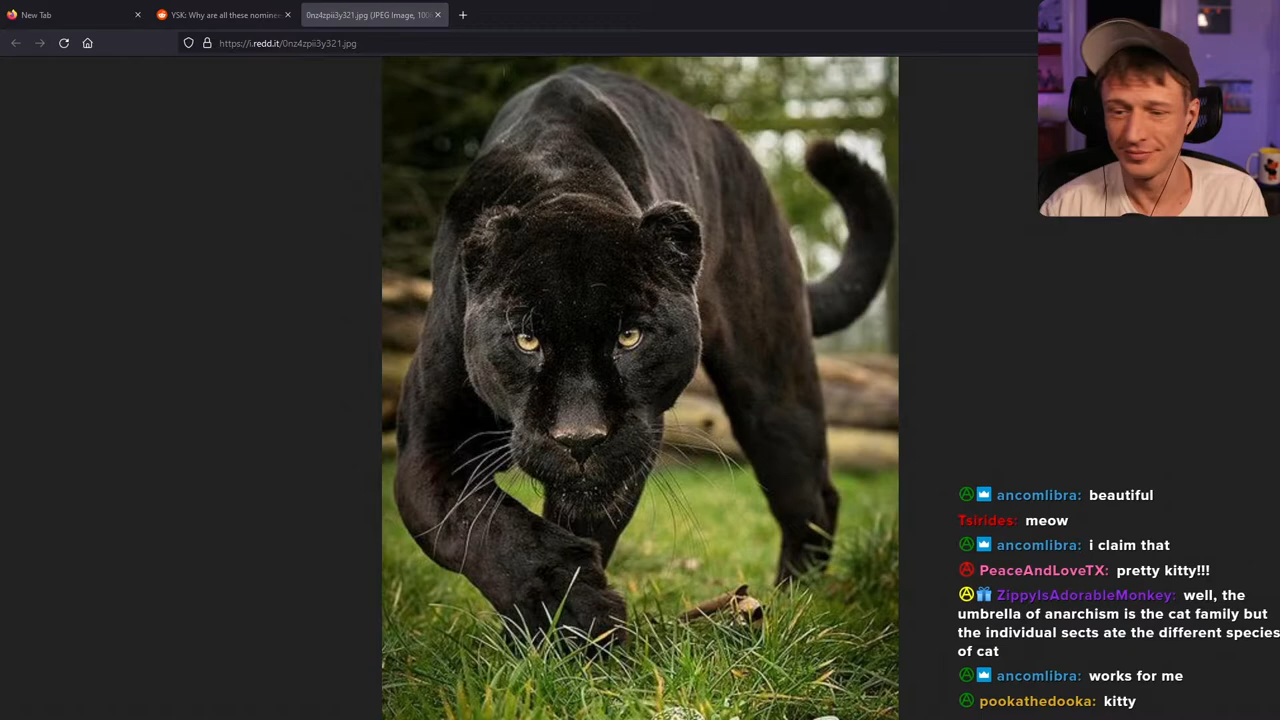 New Tab
YSK: Why are all these nominee
0nz4zpii3y321.jpg (JPEG Image, 100
https://i.redd.it/0nz4zpii3y321.jpg
ancomlibra: beautiful
Tsirides: meow
ancomlibra: i claim that
PeaceAndLoveTX: pretty kitty!!!
ZippyIsAdorableMonkey: well, the
umbrella of anarchism is the cat family but
the individual sects ate the different species
of cat
ancomlibra: works for me
pookathedooka: kitty